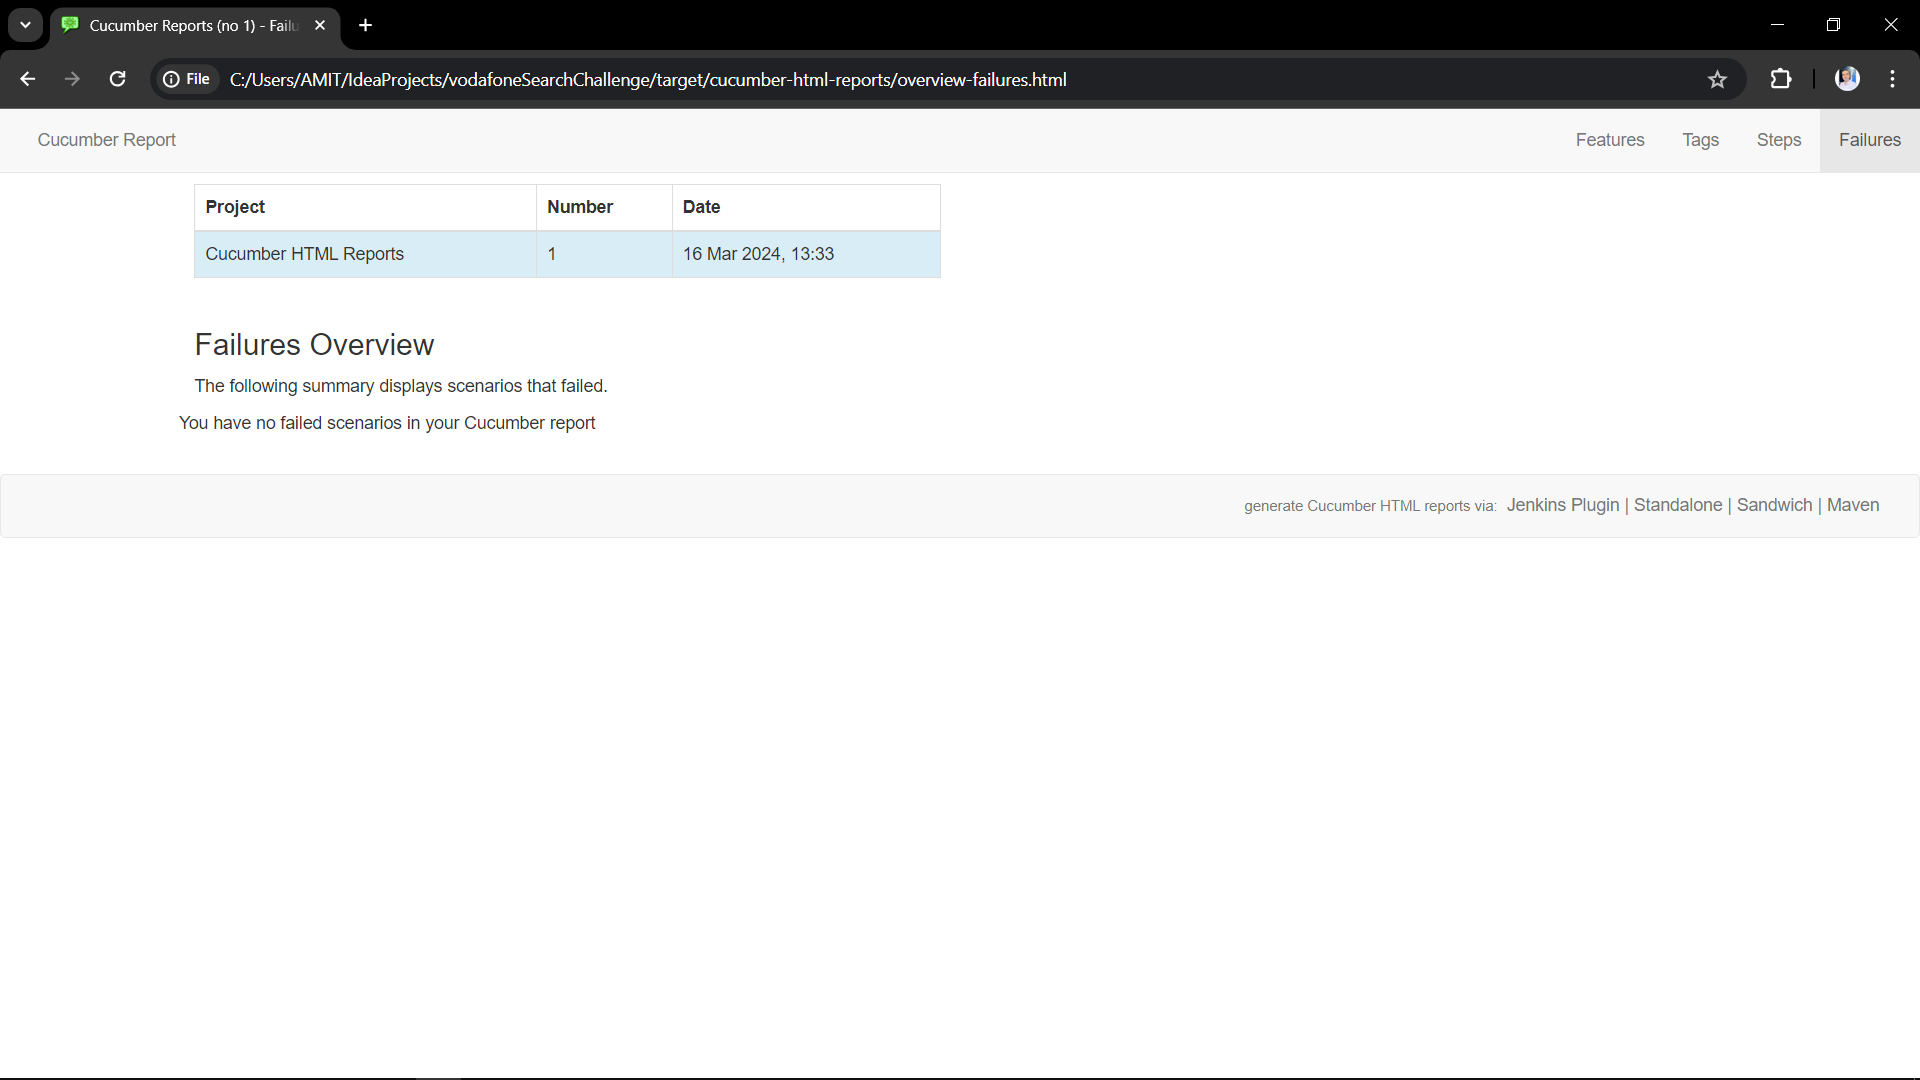 Cucumber Reports (no 1) - Failu
File C:/Users/AMIT/IdeaProjects/vodafoneSearchChallenge/target/cucumber-html-reports/overview-failures.html
Cucumber Report Features Tags Steps Failures
Project Number Date
Cucumber HTML Reports 1 16 Mar 2024, 13:33
Failures Overview
The following summary displays scenarios that failed.
You have no failed scenarios in your Cucumber report
generate Cucumber HTML reports via: Jenkins Plugin | Standalone | Sandwich | Maven